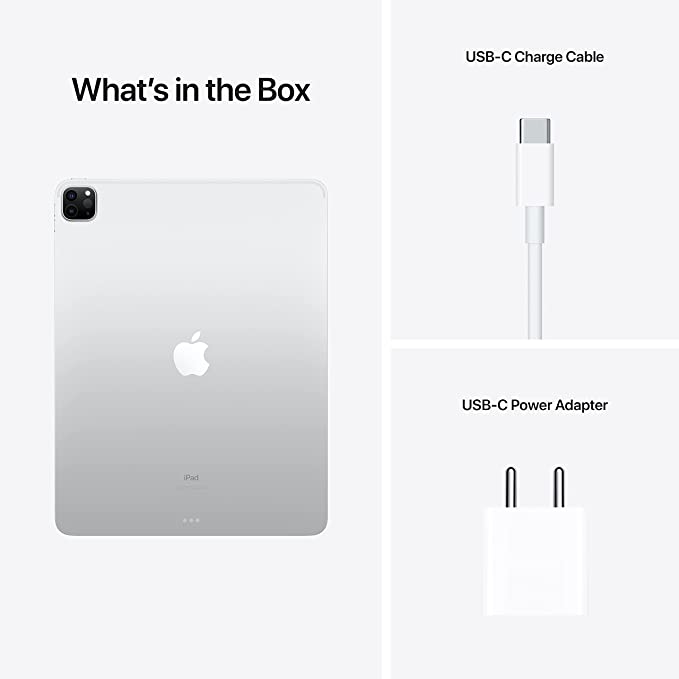 What's in the Box
iPad
USB-C Charge Cable
USB-C Power Adapter